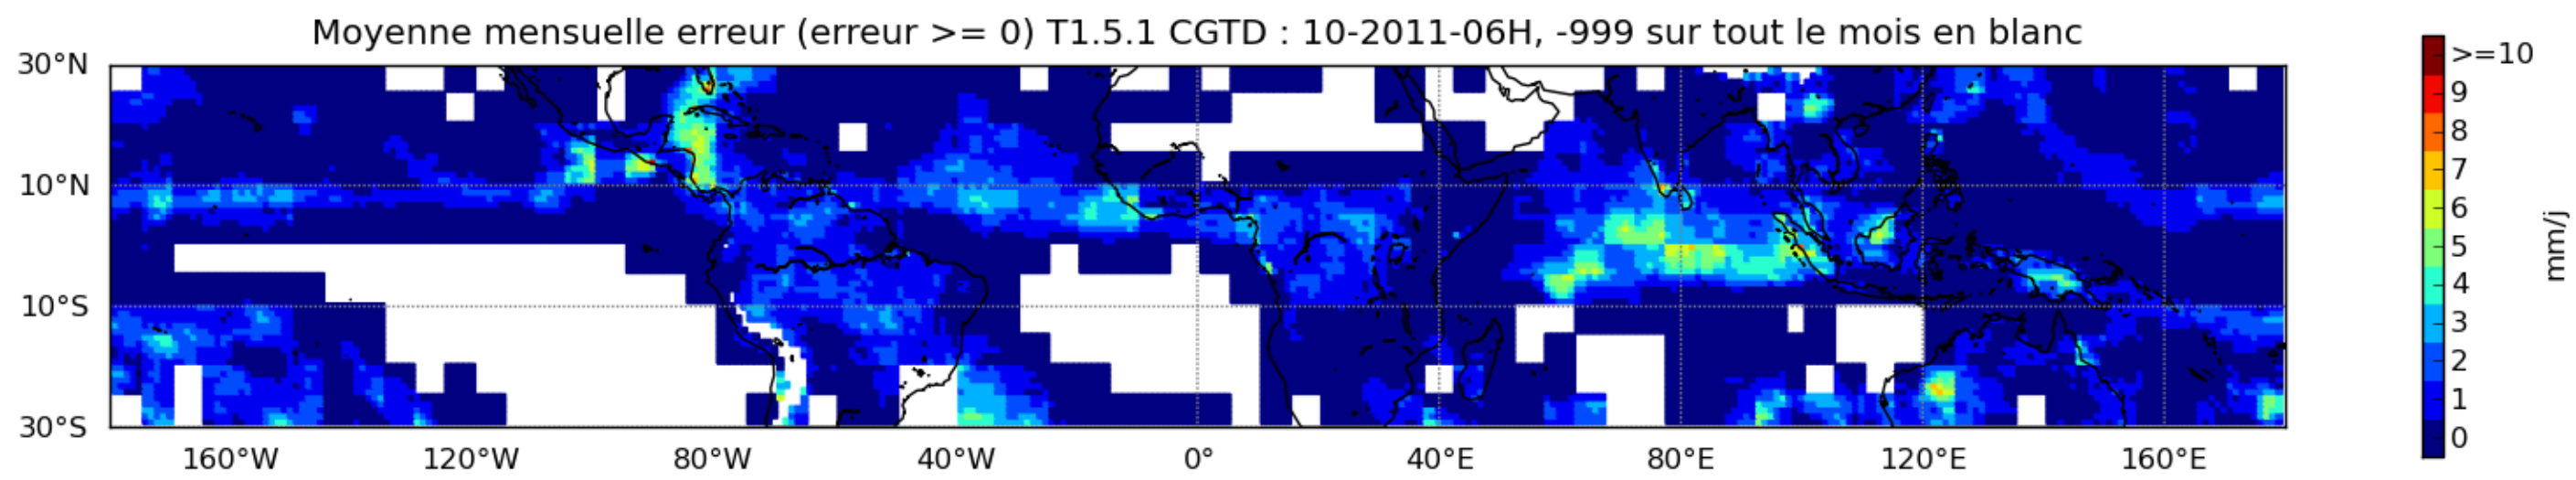 Moyenne mensuelle erreur (erreur >= 0) T1.5.1 CGTD : 10-2011-06H, -999 sur tout le mois en blanc
30°N
10°N
10°S
30°S
160°W 120°W 80°W 40°W 0° 40°E 80°E 120°E 160°E
>=10
9
8
7
6
5
4
3
2
1
0
mm/j